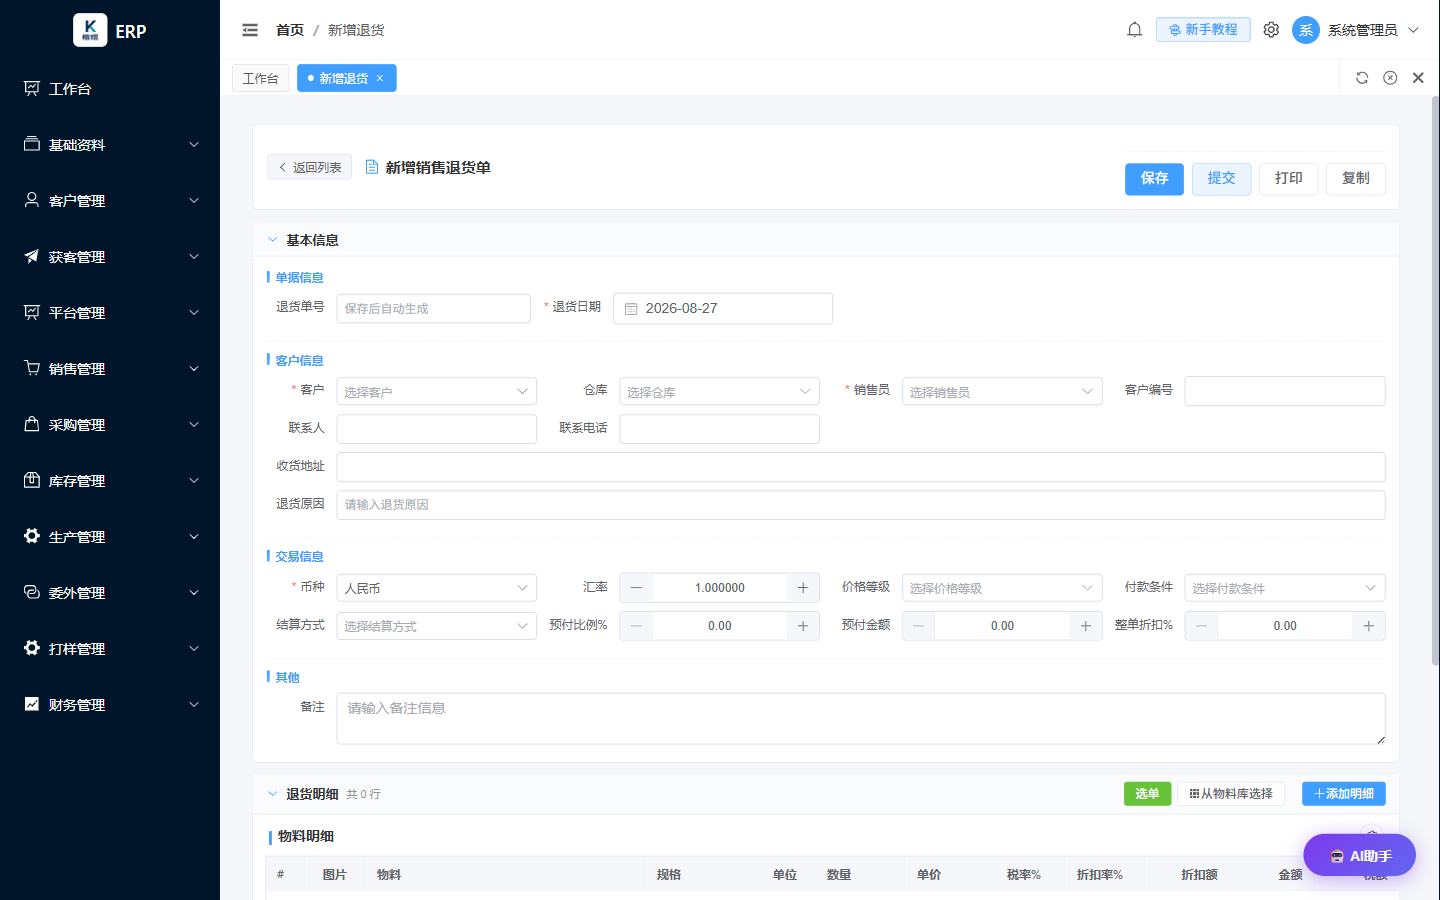 K
ERP
首页 / 新增退货
新手教程
系
系统管理员
工作台
新增退货 ×
工作台
基础资料
客户管理
获客管理
平台管理
销售管理
采购管理
库存管理
生产管理
委外管理
打样管理
财务管理
返回列表
新增销售退货单
保存
提交
打印
复制
基本信息
单据信息
退货单号 保存后自动生成 * 退货日期 2026-08-27
客户信息
* 客户 选择客户 仓库 选择仓库 * 销售员 选择销售员 客户编号
联系人 联系电话
收货地址
退货原因 请输入退货原因
交易信息
* 币种 人民币 汇率 1.000000 价格等级 选择价格等级 付款条件 选择付款条件
结算方式 选择结算方式 预付比例% 0.00 预付金额 0.00 整单折扣% 0.00
其他
备注 请输入备注信息
退货明细 共 0 行 选单 从物料库选择 添加明细
物料明细
# 图片 物料 规格 单位 数量 单价 税率% 折扣率% 折扣额 金额
AI助手